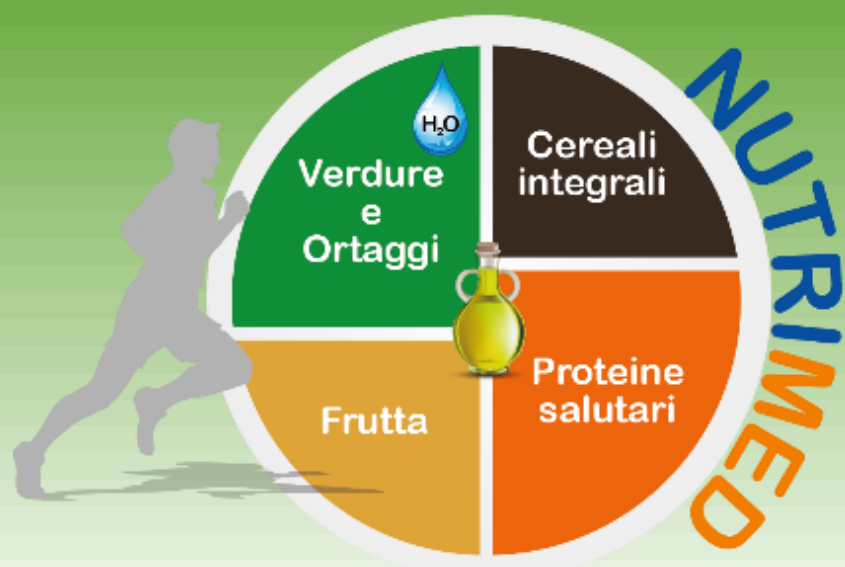 H₂O
Verdure
e
Ortaggi
Cereali
integrali
Frutta
Proteine
salutari
NUTRIMED